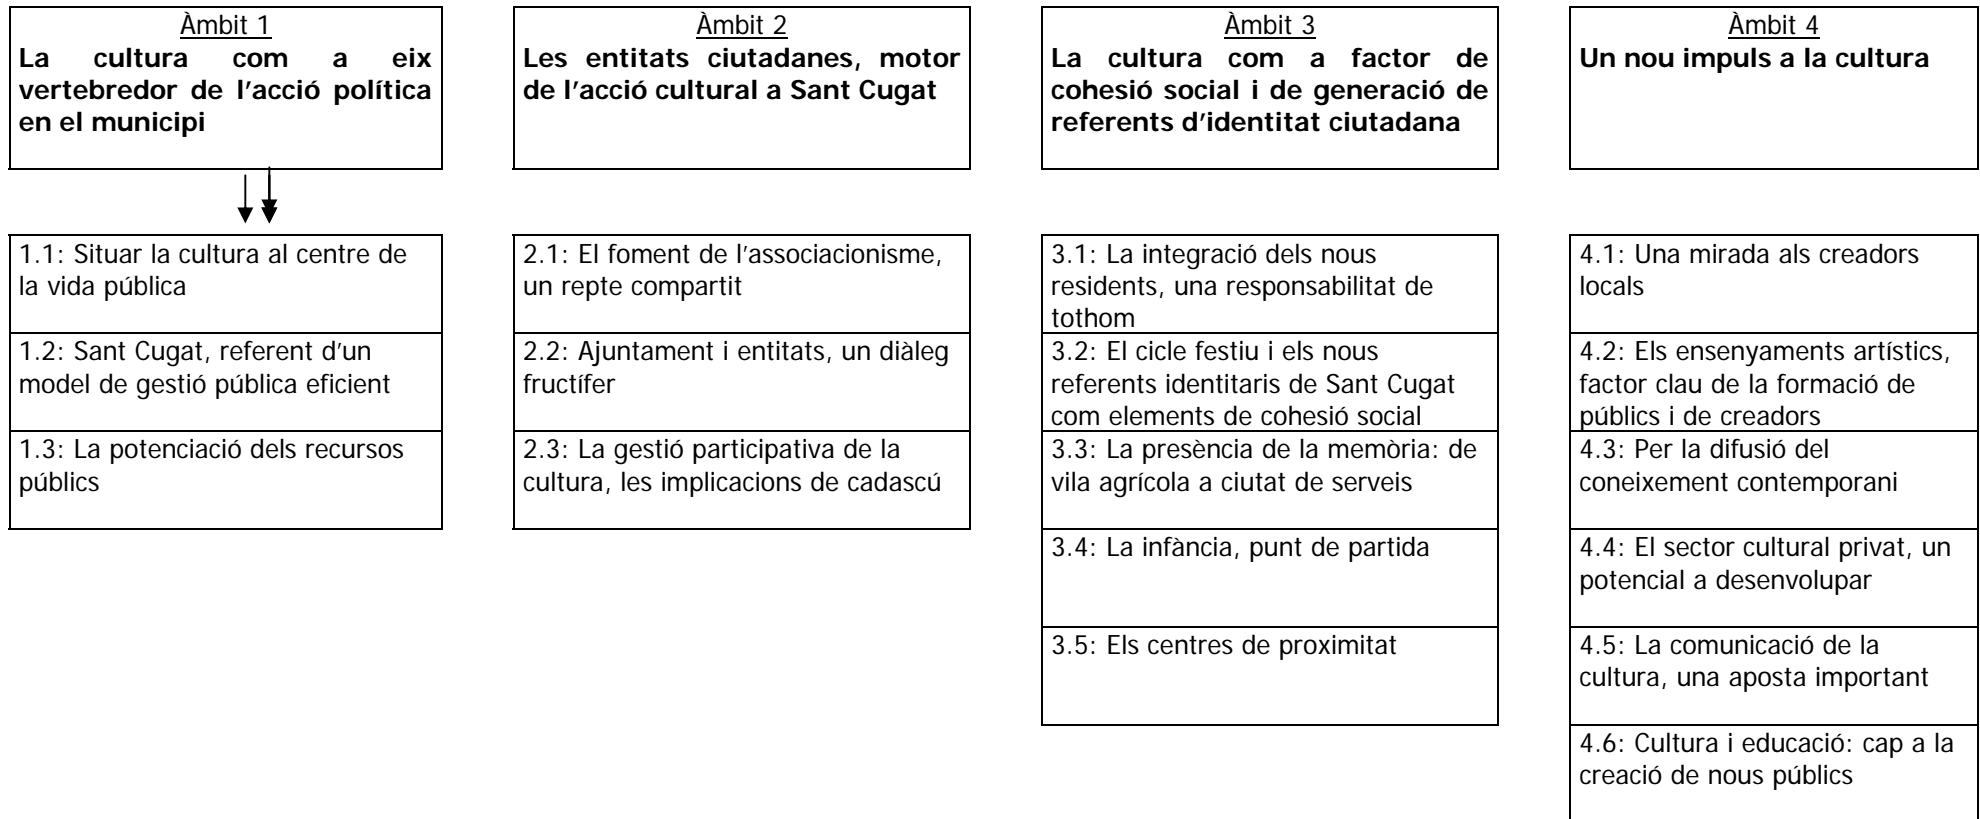 Àmbit 1
La cultura com a eix
vertebredor de l'acció política
en el municipi
1.1: Situar la cultura al centre de
la vida pública
1.2: Sant Cugat, referent d'un
model de gestió pública eficient
1.3: La potenciació dels recursos
públics
Àmbit 2
Les entitats ciutadanes, motor
de l'acció cultural a Sant Cugat
2.1: El foment de l'associacionisme,
un repte compartit
2.2: Ajuntament i entitats, un diàleg
fructífer
2.3: La gestió participativa de la
cultura, les implicacions de cadascú
Àmbit 3
La cultura com a factor de
cohesió social i de generació de
referents d'identitat ciutadana
3.1: La integració dels nous
residents, una responsabilitat de
tothom
3.2: El cicle festiu i els nous
referents identitaris de Sant Cugat
com elements de cohesió social
3.3: La presència de la memòria: de
vila agrícola a ciutat de serveis
3.4: La infància, punt de partida
3.5: Els centres de proximitat
Àmbit 4
Un nou impuls a la cultura
4.1: Una mirada als creadors
locals
4.2: Els ensenyaments artístics,
factor clau de la formació de
públics i de creadors
4.3: Per la difusió del
coneixement contemporani
4.4: El sector cultural privat, un
potencial a desenvolupar
4.5: La comunicació de la
cultura, una aposta important
4.6: Cultura i educació: cap a la
creació de nous públics